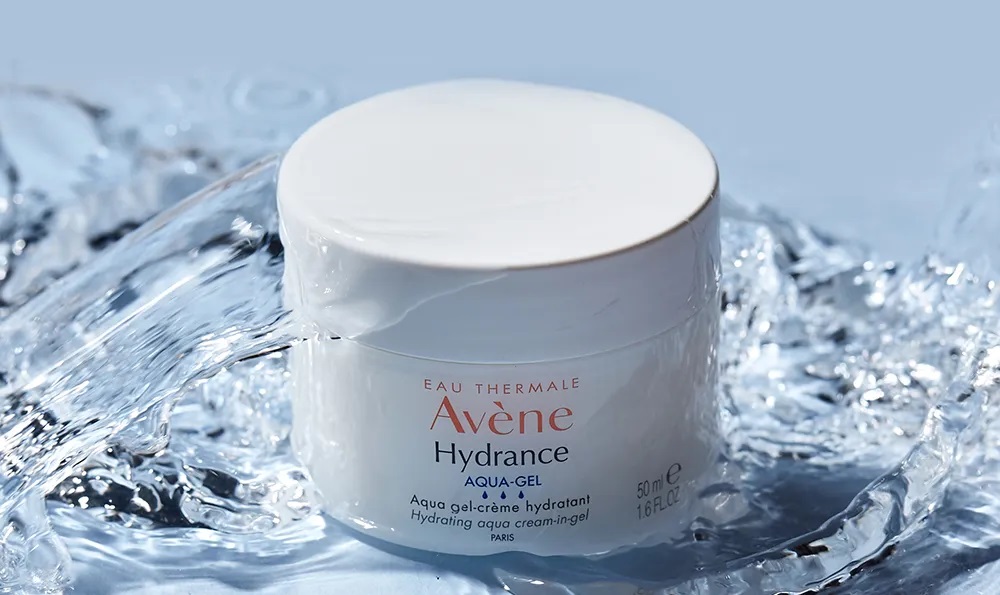 EAU THERMALE
Avène
Hydrance
AQUA-GEL
Aqua gel-crème hydratant
Hydrating aqua cream-in-gel
PARIS
50 ml ℮
1.6 FL.OZ